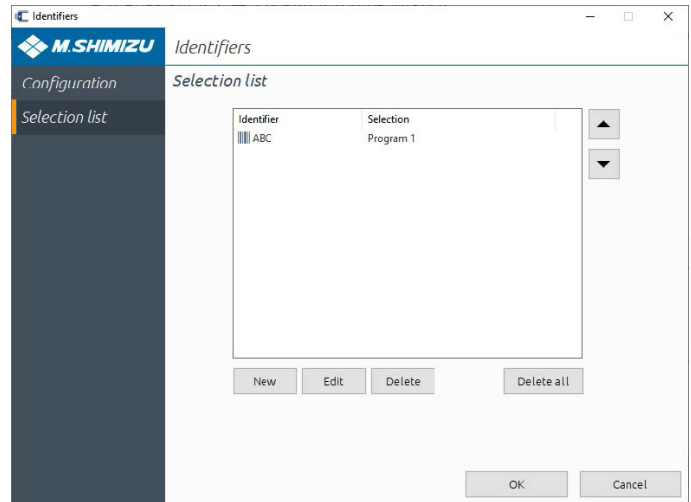 Identifiers
M.SHIMIZU
Identifiers
Configuration
Selection list
Selection list
Identifier Selection
ABC Program 1
New Edit Delete Delete all
OK Cancel